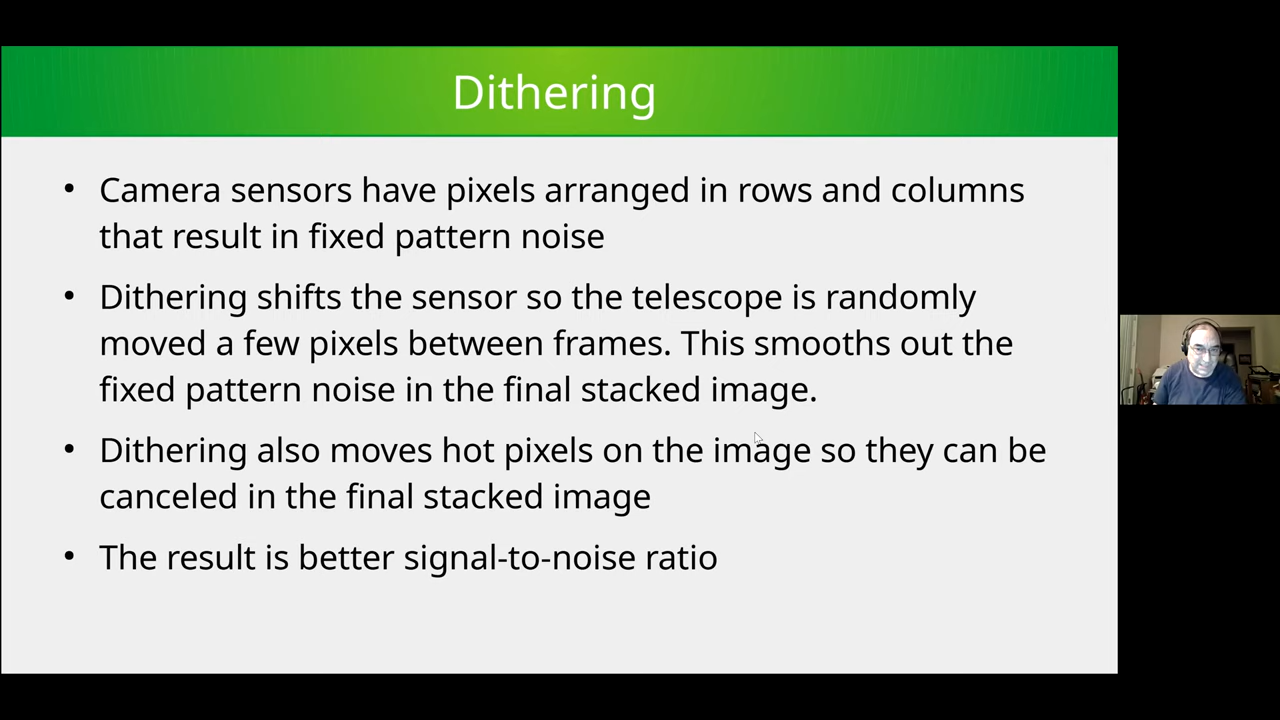 Dithering
• Camera sensors have pixels arranged in rows and columns
that result in fixed pattern noise
• Dithering shifts the sensor so the telescope is randomly
moved a few pixels between frames. This smooths out the
fixed pattern noise in the final stacked image.
• Dithering also moves hot pixels on the image so they can be
canceled in the final stacked image
• The result is better signal-to-noise ratio